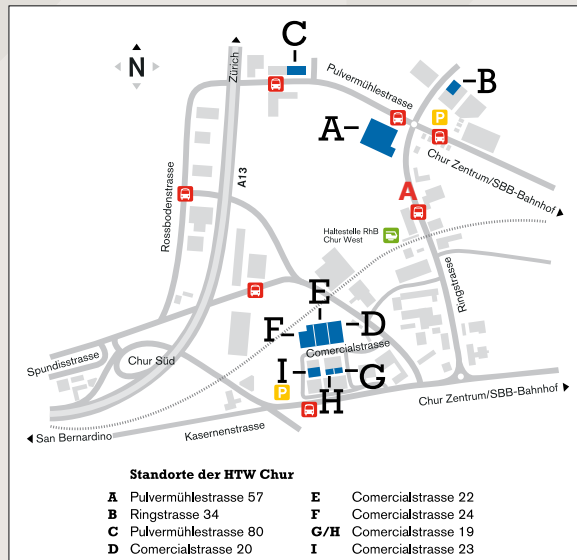 C
N
Zürich
Pulvermühlestrasse
B
P
A
A13
Chur Zentrum/SBB-Bahnhof
A
Rossbodenstrasse
Haltestelle RhB
Chur West
Ringstrasse
E
F
D
Comercialstrasse
Spundisstrasse
Chur Süd
I
G
P
H
Chur Zentrum/SBB-Bahnhof
San Bernardino
Kasernenstrasse
Standorte der HTW Chur
A Pulvermühlestrasse 57
B Ringstrasse 34
C Pulvermühlestrasse 80
D Comercialstrasse 20
E Comercialstrasse 22
F Comercialstrasse 24
G/H Comercialstrasse 19
I Comercialstrasse 23